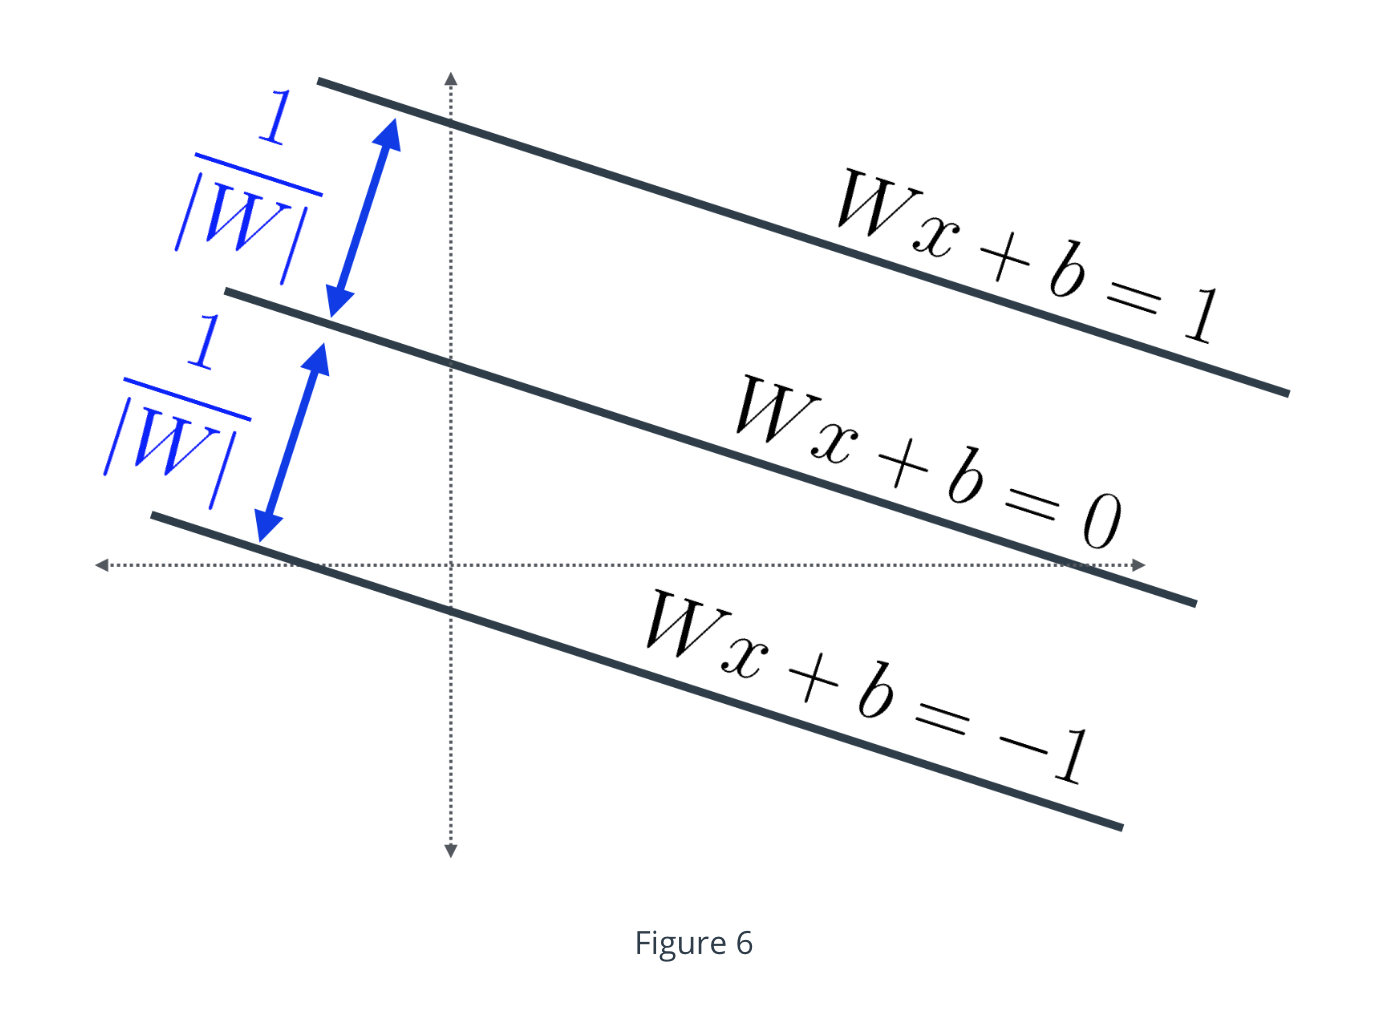 1
|W|
Wx + b = 1
1
|W|
Wx + b = 0
Wx + b = −1
Figure 6